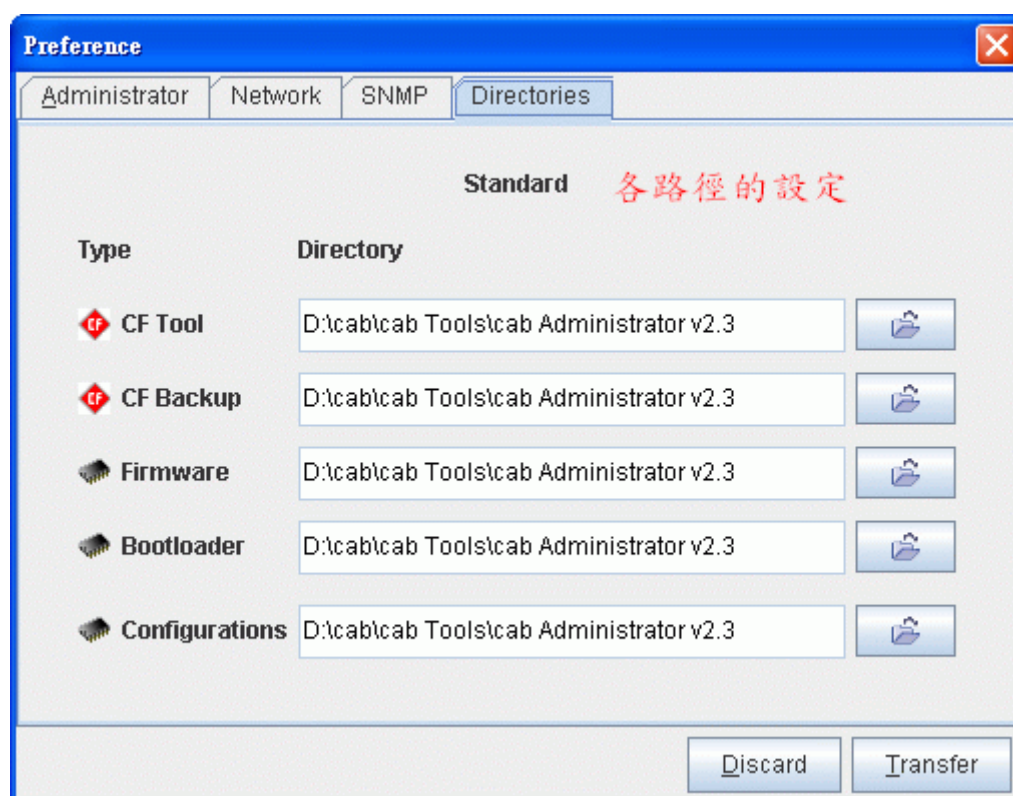 Preference
Administrator Network SNMP Directories
Standard 各路徑的設定
Type Directory
CF CF Tool D:\cab\cab Tools\cab Administrator v2.3
CF CF Backup D:\cab\cab Tools\cab Administrator v2.3
Firmware D:\cab\cab Tools\cab Administrator v2.3
Bootloader D:\cab\cab Tools\cab Administrator v2.3
Configurations D:\cab\cab Tools\cab Administrator v2.3
Discard Transfer